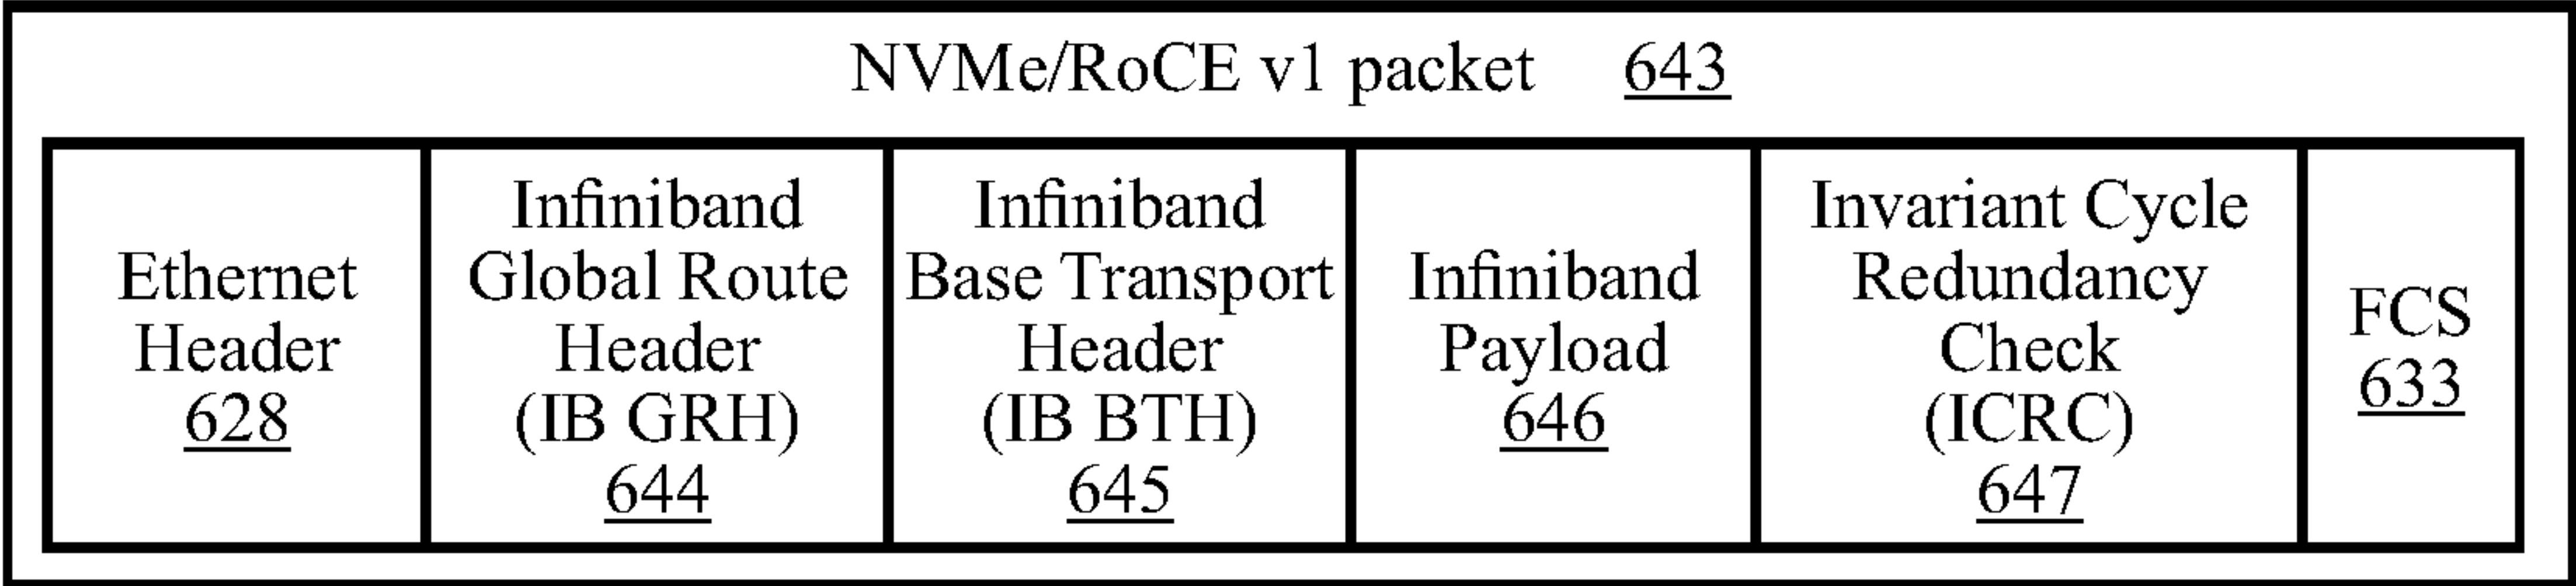 NVMe/RoCE v1 packet 643
Ethernet
Header
628
Infiniband
Global Route
Header
(IB GRH)
644
Infiniband
Base Transport
Header
(IB BTH)
645
Infiniband
Payload
646
Invariant Cycle
Redundancy
Check
(ICRC)
647
FCS
633